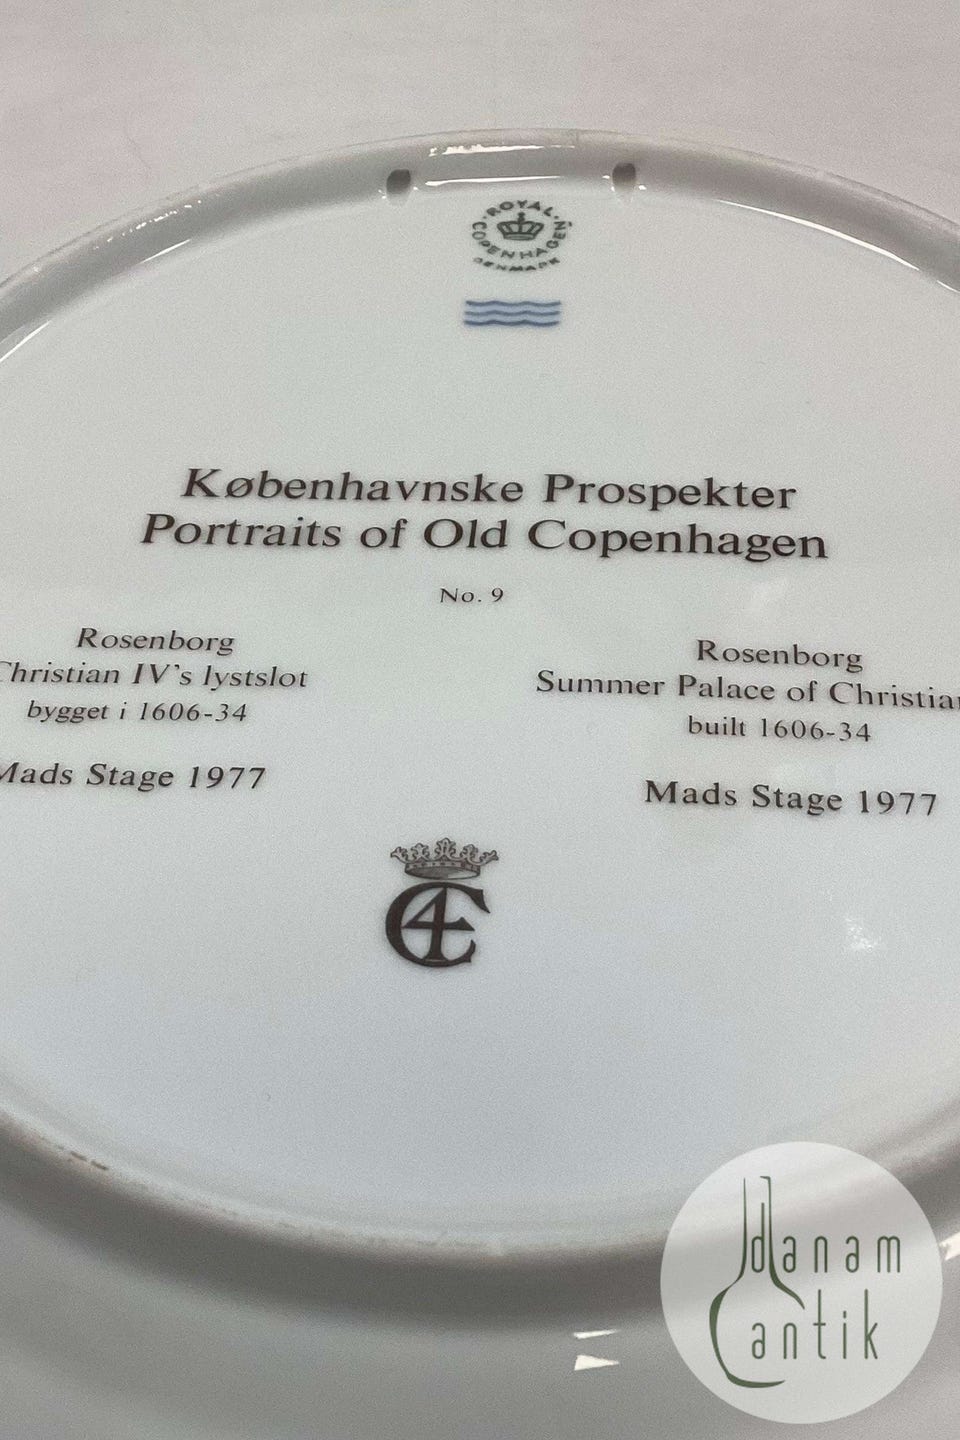 ROYAL
COPENHAGEN
DENMARK
Københavnske Prospekter
Portraits of Old Copenhagen
No. 9
Rosenborg
Christian IV's lystslot
bygget i 1606-34
Mads Stage 1977
Rosenborg
Summer Palace of Christian
built 1606-34
Mads Stage 1977
C4
danam
antik